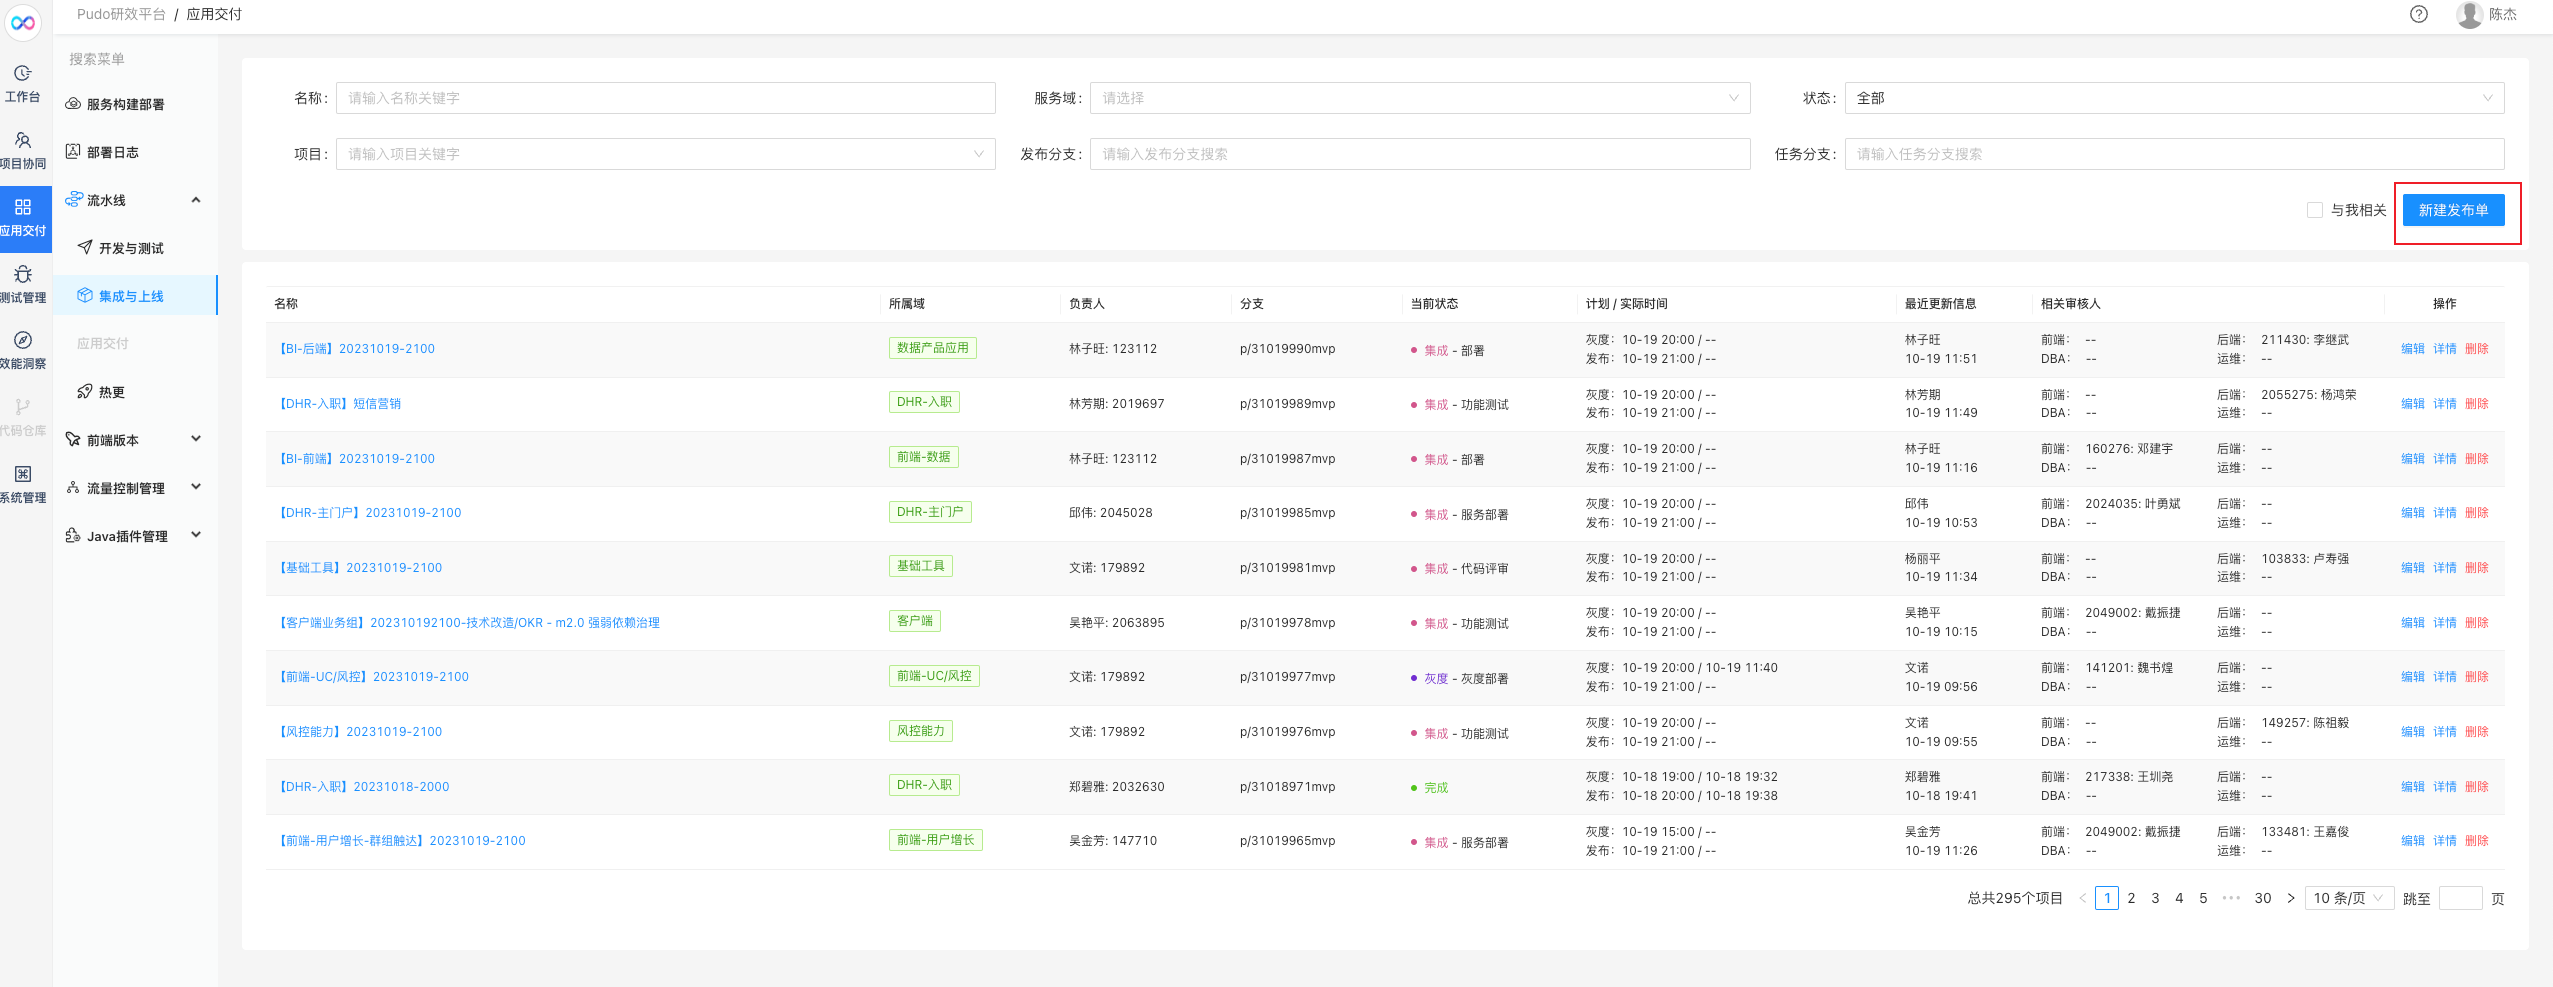 Pudo研效平台 / 应用交付
陈杰
工作台
项目协同
应用交付
测试管理
效能洞察
代码仓库
系统管理
搜索菜单
服务构建部署
部署日志
流水线
开发与测试
集成与上线
应用交付
热更
前端版本
流量控制管理
Java插件管理
名称: 请输入名称关键字 服务域: 请选择 状态: 全部
项目: 请输入项目关键字 发布分支: 请输入发布分支搜索 任务分支: 请输入任务分支搜索
与我相关 新建发布单
名称 所属域 负责人 分支 当前状态 计划 / 实际时间 最近更新信息 相关审核人 操作
【BI-后端】20231019-2100 数据产品应用 林子旺: 123112 p/31019990mvp 集成 - 部署 灰度: 10-19 20:00 / -- 林子旺 前端: -- 后端: 211430: 李继武 编辑 详情 删除
发布: 10-19 21:00 / -- 10-19 11:51 DBA: -- 运维: --
【DHR-入职】短信营销 DHR-入职 林芳期: 2019697 p/31019989mvp 集成 - 功能测试 灰度: 10-19 20:00 / -- 林芳期 前端: -- 后端: 2055275: 杨鸿荣 编辑 详情 删除
发布: 10-19 21:00 / -- 10-19 11:49 DBA: -- 运维: --
【BI-前端】20231019-2100 前端-数据 林子旺: 123112 p/31019987mvp 集成 - 部署 灰度: 10-19 20:00 / -- 林子旺 前端: 160276: 邓建宇 后端: -- 编辑 详情 删除
发布: 10-19 21:00 / -- 10-19 11:16 DBA: -- 运维: --
【DHR-主门户】20231019-2100 DHR-主门户 邱伟: 2045028 p/31019985mvp 集成 - 服务部署 灰度: 10-19 20:00 / -- 邱伟 前端: 2024035: 叶勇斌 后端: -- 编辑 详情 删除
发布: 10-19 21:00 / -- 10-19 10:53 DBA: -- 运维: --
【基础工具】20231019-2100 基础工具 文诺: 179892 p/31019981mvp 集成 - 代码评审 灰度: 10-19 20:00 / -- 杨丽平 前端: -- 后端: 103833: 卢寿强 编辑 详情 删除
发布: 10-19 21:00 / -- 10-19 11:34 DBA: -- 运维: --
【客户端业务组】202310192100-技术改造/OKR - m2.0 强弱依赖治理 客户端 吴艳平: 2063895 p/31019978mvp 集成 - 功能测试 灰度: 10-19 20:00 / -- 吴艳平 前端: 2049002: 戴振捷 后端: -- 编辑 详情 删除
发布: 10-19 21:00 / -- 10-19 10:15 DBA: -- 运维: --
【前端-UC/风控】20231019-2100 前端-UC/风控 文诺: 179892 p/31019977mvp 灰度 - 灰度部署 灰度: 10-19 20:00 / 10-19 11:40 文诺 前端: 141201: 魏书煌 后端: -- 编辑 详情 删除
发布: 10-19 21:00 / -- 10-19 09:56 DBA: -- 运维: --
【风控能力】20231019-2100 风控能力 文诺: 179892 p/31019976mvp 集成 - 功能测试 灰度: 10-19 20:00 / -- 文诺 前端: -- 后端: 149257: 陈祖毅 编辑 详情 删除
发布: 10-19 21:00 / -- 10-19 09:55 DBA: -- 运维: --
【DHR-入职】20231018-2000 DHR-入职 郑碧雅: 2032630 p/31018971mvp 完成 灰度: 10-18 19:00 / 10-18 19:32 郑碧雅 前端: 217338: 王圳尧 后端: -- 编辑 详情 删除
发布: 10-18 20:00 / 10-18 19:38 10-18 19:41 DBA: -- 运维: --
【前端-用户增长-群组触达】20231019-2100 前端-用户增长 吴金芳: 147710 p/31019965mvp 集成 - 服务部署 灰度: 10-19 15:00 / -- 吴金芳 前端: 2049002: 戴振捷 后端: 133481: 王嘉俊 编辑 详情 删除
发布: 10-19 21:00 / -- 10-19 11:26 DBA: -- 运维: --
总共295个项目 < 1 2 3 4 5 ··· 30 > 10 条/页 跳至 页